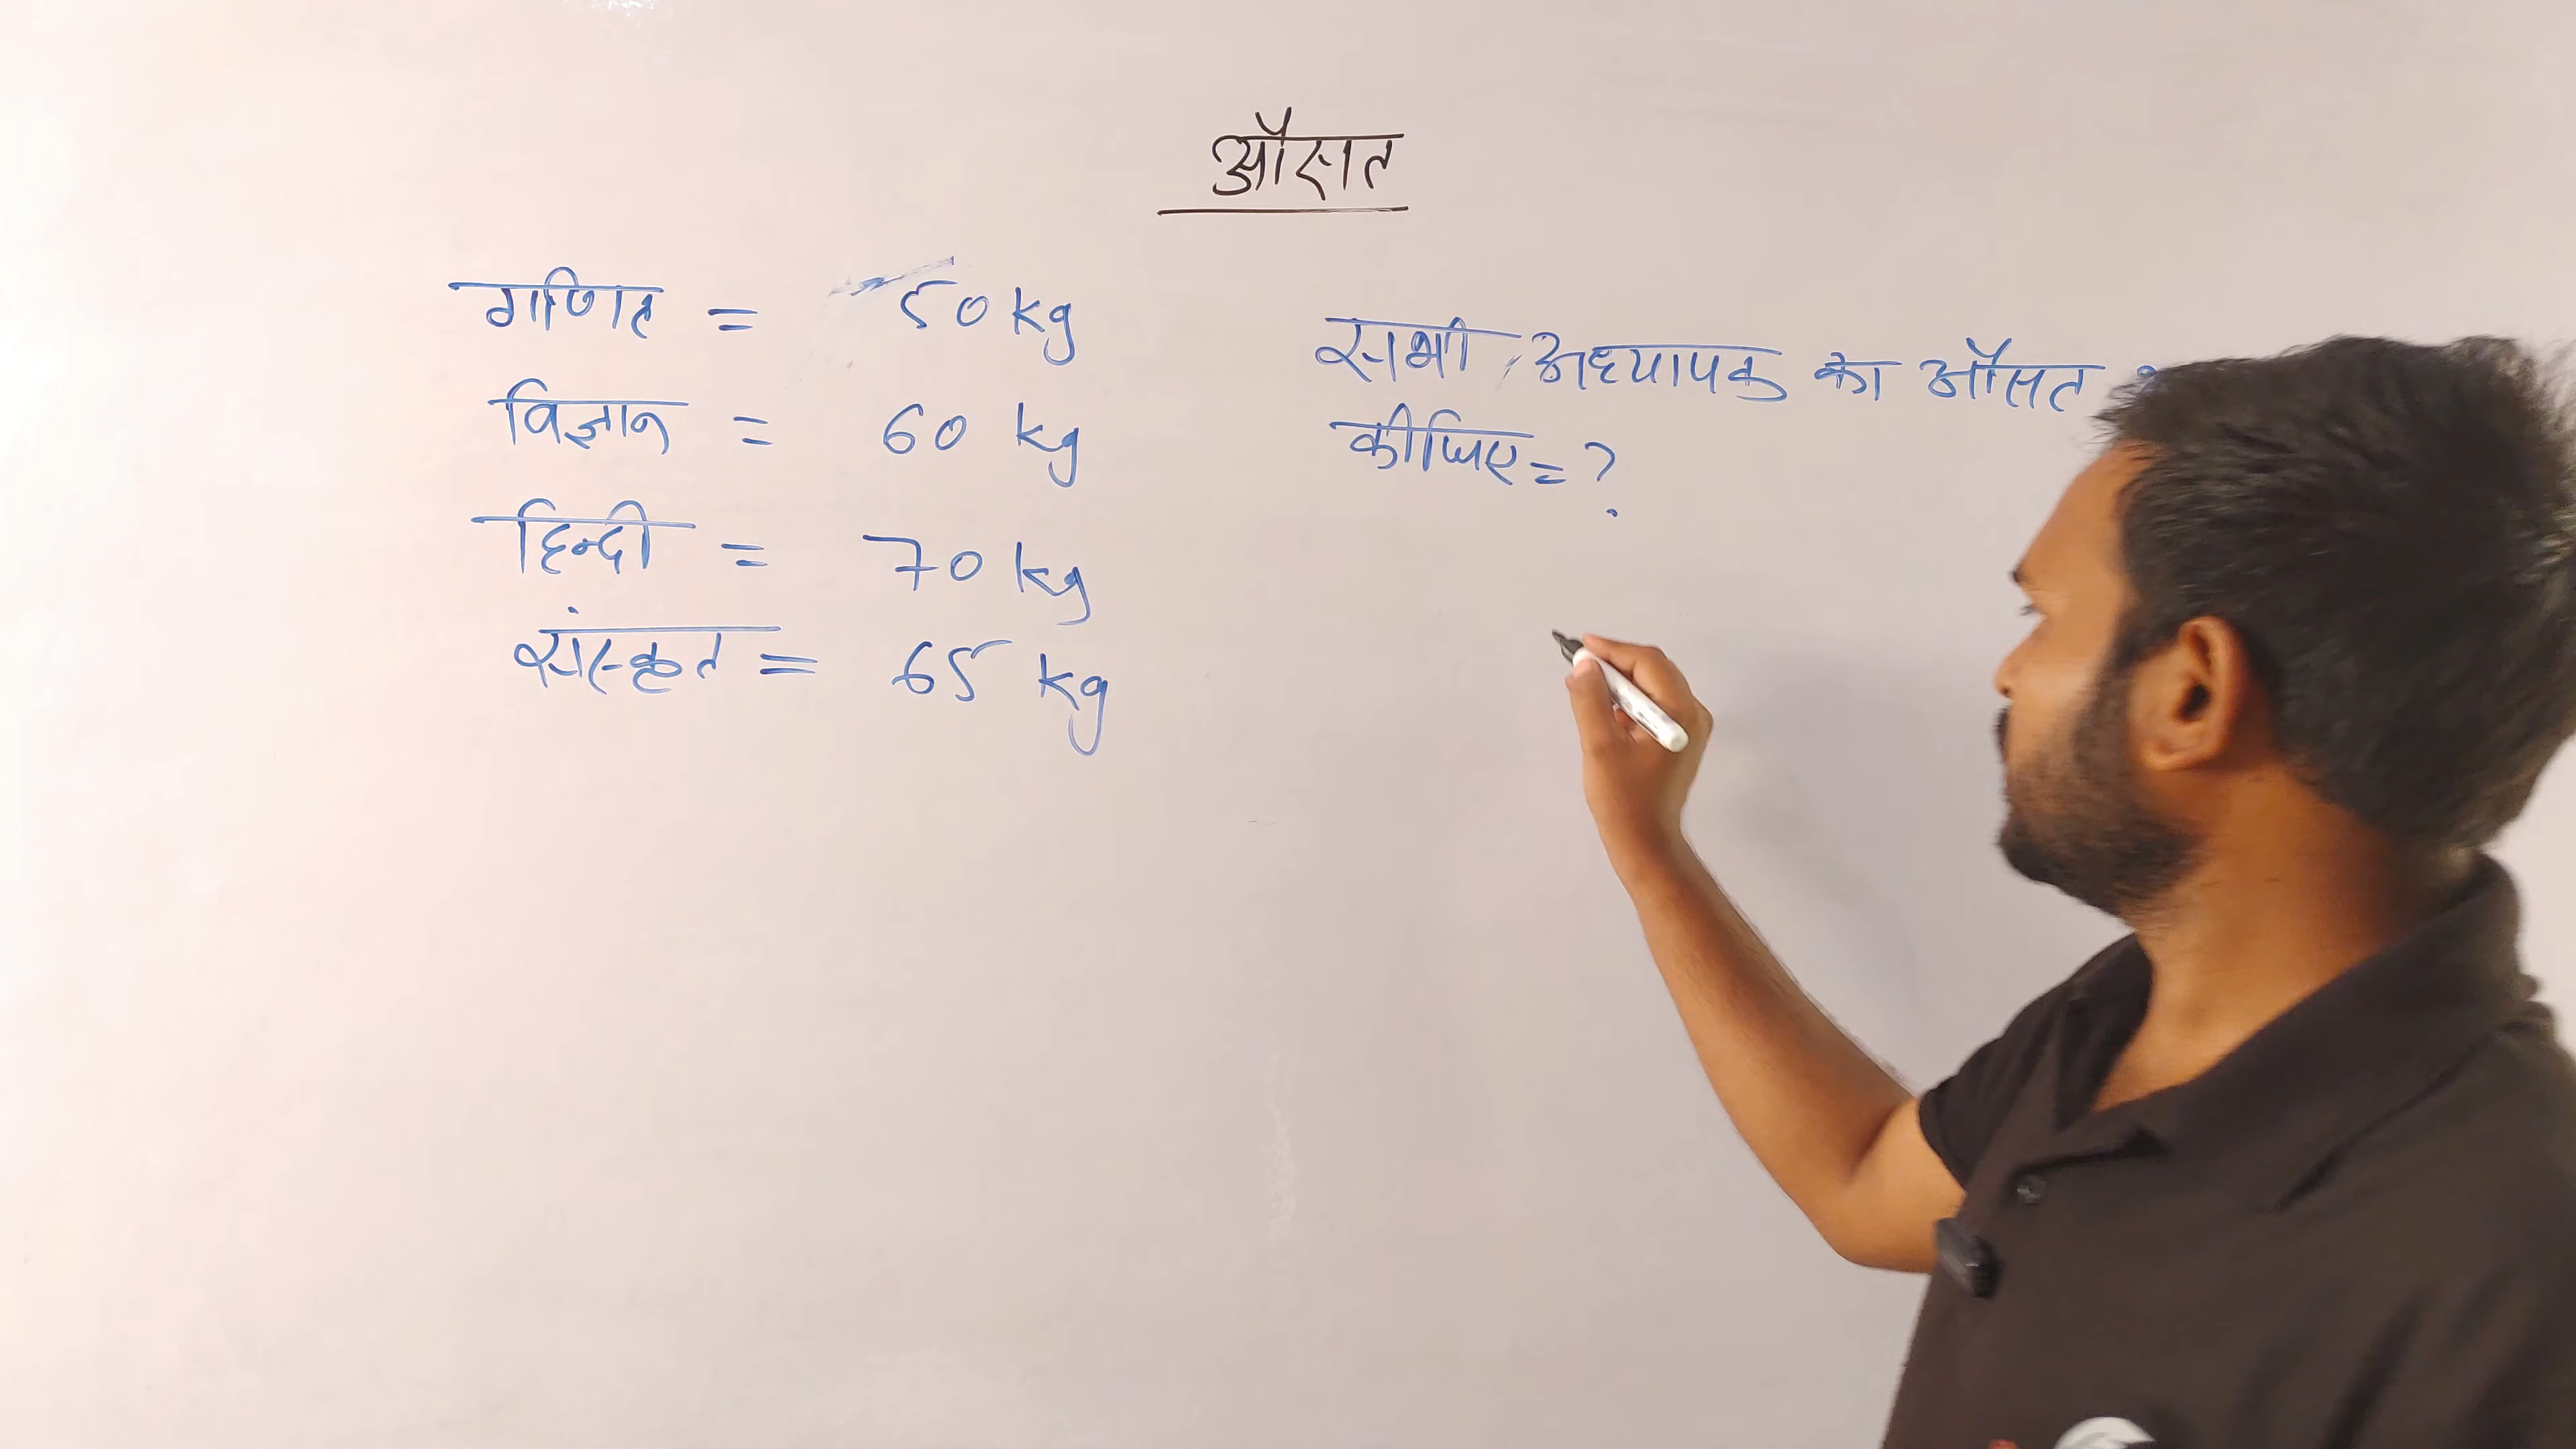 औसत
गणित = 50 kg
विज्ञान = 60 kg
हिन्दी = 70 kg
संस्कृत = 65 kg
सभी अध्यापक का औसत
कीजिए = ?